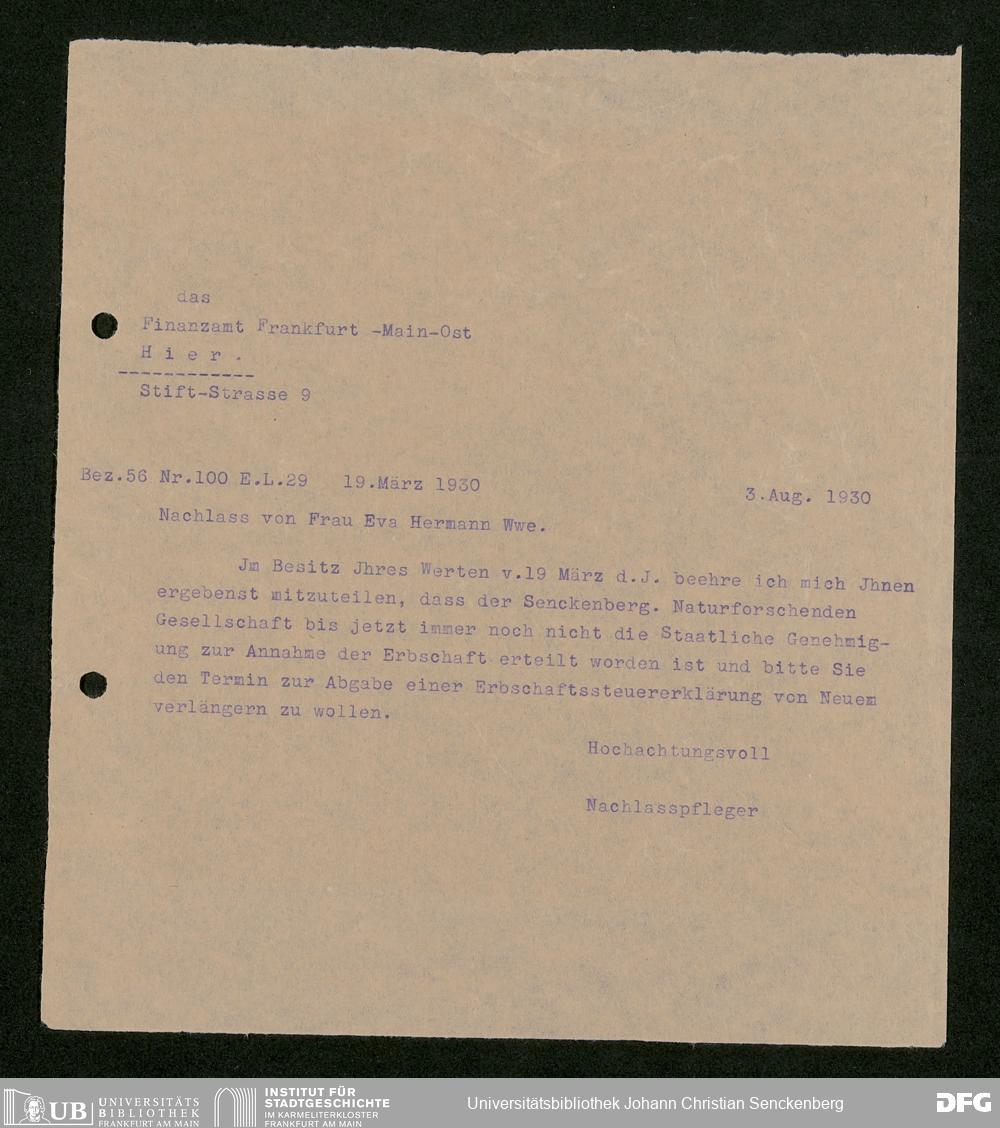 das
Finanzamt Frankfurt -Main-Ost
H i e r .
------------
Stift-Strasse 9
Bez.56 Nr.100 E.L.29 19.März 1930
3.Aug. 1930
Nachlass von Frau Eva Hermann Wwe.
Jm Besitz Jhres Werten v.19 März d.J. beehre ich mich Jhnen
ergebenst mitzuteilen, dass der Senckenberg. Naturforschenden
Gesellschaft bis jetzt immer noch nicht die Staatliche Genehmig-
ung zur Annahme der Erbschaft erteilt worden ist und bitte Sie
den Termin zur Abgabe einer Erbschaftssteuererklärung von Neuem
verlängern zu wollen.
Hochachtungsvoll
Nachlasspfleger
UB
UNIVERSITÄTS
BIBLIOTHEK
FRANKFURT AM MAIN
INSTITUT FÜR
STADTGESCHICHTE
IM KARMELITERKLOSTER
FRANKFURT AM MAIN
Universitätsbibliothek Johann Christian Senckenberg
DFG